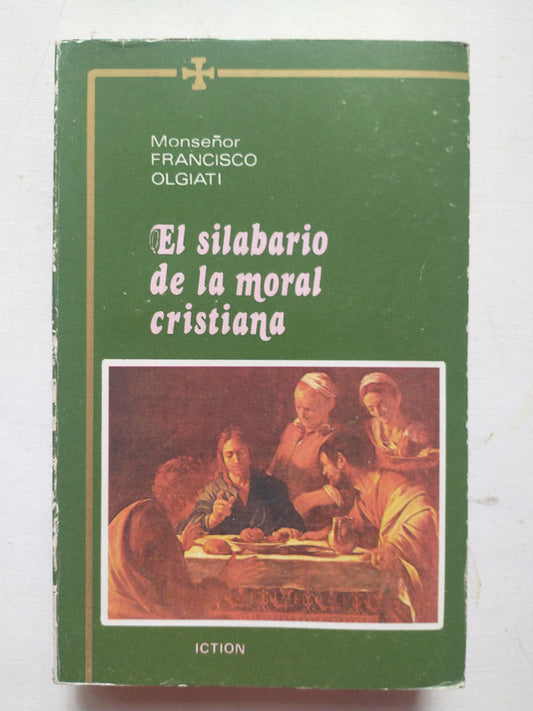 Monseñor
FRANCISCO
OLGIATI
El silabario
de la moral
cristiana
ICTION